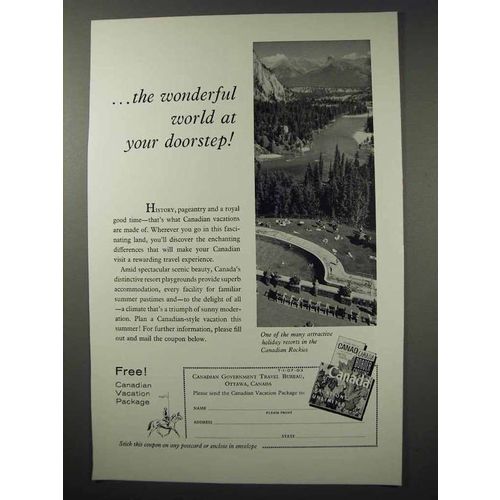 ...the wonderful
world at
your doorstep!
HISTORY, pageantry and a royal
good time—that's what Canadian vacations
are made of. Wherever you go in this fasci-
nating land, you'll discover the enchanting
differences that will make your Canadian
visit a rewarding travel experience.
Amid spectacular scenic beauty, Canada's
distinctive resort playgrounds provide superb
accommodation, every facility for familiar
summer pastimes and—to the delight of all
—a climate that's a triumph of sunny moder-
ation. Plan a Canadian-style vacation this
summer! For further information, please fill
out and mail the coupon below.
One of the many attractive
holiday resorts in the
Canadian Rockies
Free!
Canadian
Vacation
Package
CANADIAN GOVERNMENT TRAVEL BUREAU,
OTTAWA, CANADA
Please send the Canadian Vacation Package to:
NAME
PLEASE PRINT
ADDRESS
STATE
Stick this coupon on any postcard or enclose in envelope
Canada